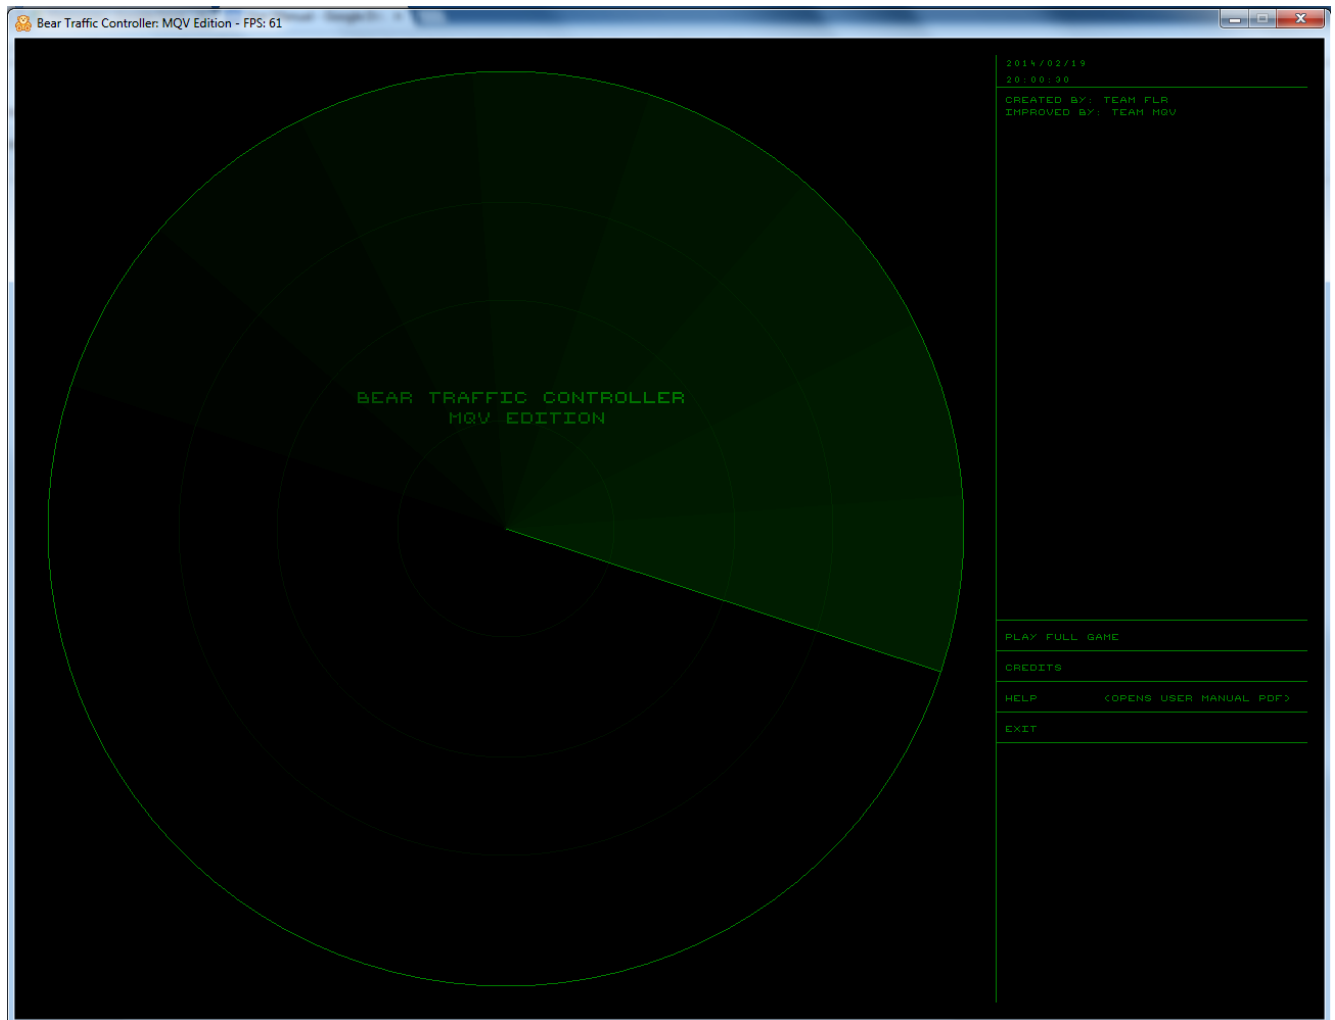 Bear Traffic Controller: MQV Edition - FPS: 61
2014/02/19
20:00:30
CREATED BY: TEAM FLR
IMPROVED BY: TEAM MQV
BEAR TRAFFIC CONTROLLER
MQV EDITION
PLAY FULL GAME
CREDITS
HELP (OPENS USER MANUAL PDF)
EXIT